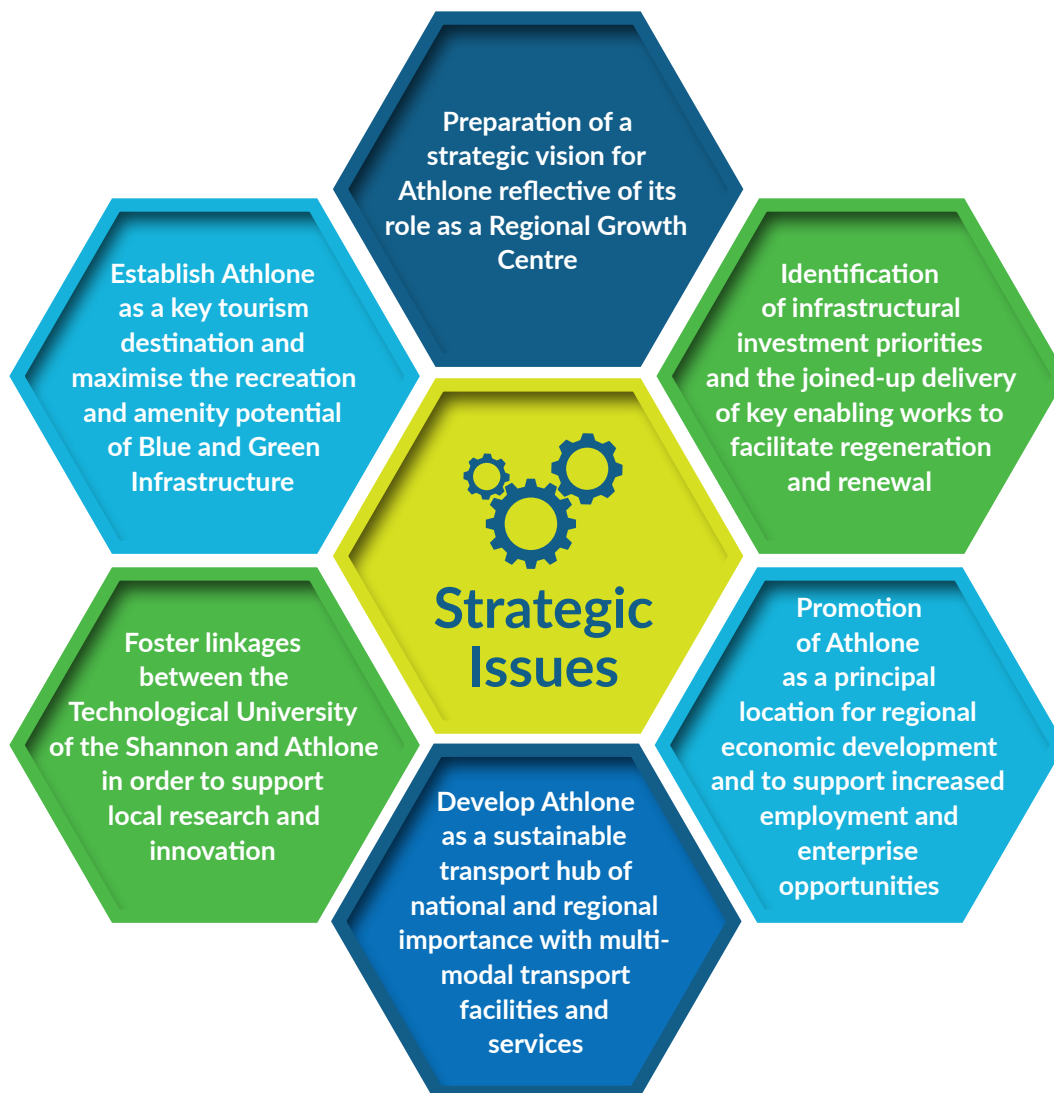 Preparation of a
strategic vision for
Athlone reflective of its
role as a Regional Growth
Centre
Establish Athlone
as a key tourism
destination and
maximise the recreation
and amenity potential
of Blue and Green
Infrastructure
Identification
of infrastructural
investment priorities
and the joined-up delivery
of key enabling works to
facilitate regeneration
and renewal
Strategic
Issues
Foster linkages
between the
Technological University
of the Shannon and Athlone
in order to support
local research and
innovation
Promotion
of Athlone
as a principal
location for regional
economic development
and to support increased
employment and
enterprise
opportunities
Develop Athlone
as a sustainable
transport hub of
national and regional
importance with multi-
modal transport
facilities and
services